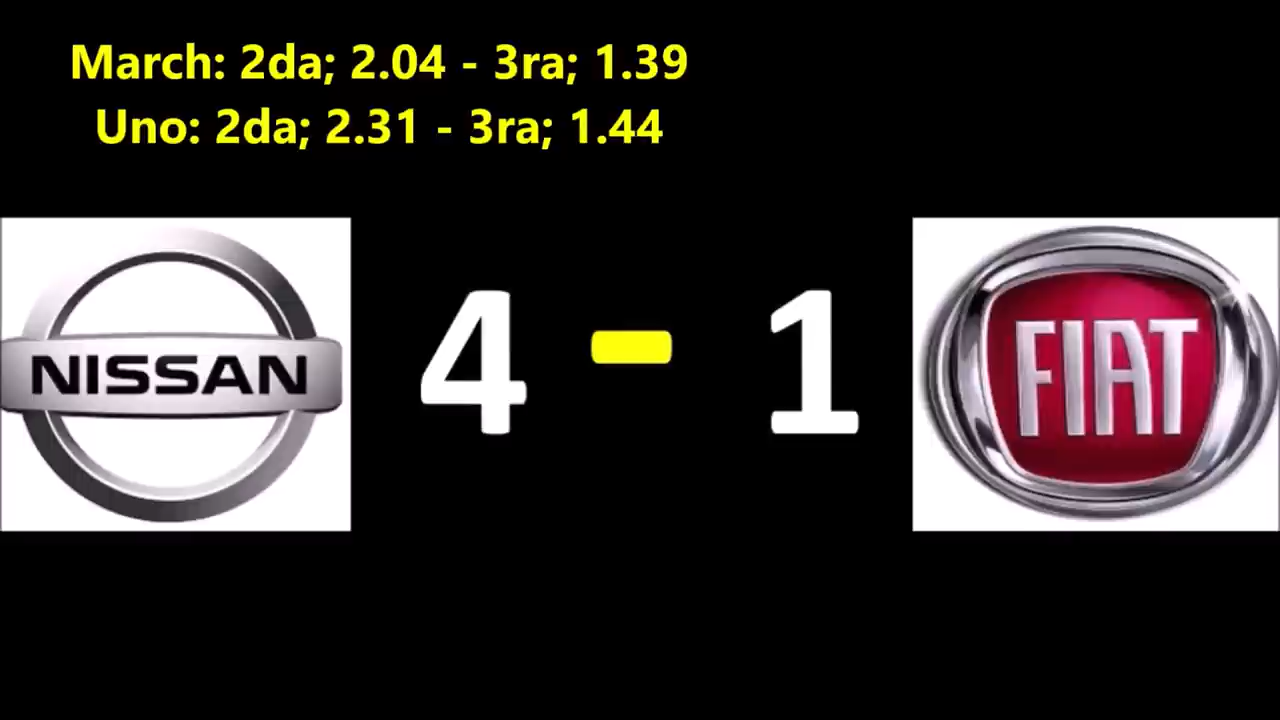 March: 2da; 2.04 - 3ra; 1.39
Uno: 2da; 2.31 - 3ra; 1.44
NISSAN 4 - 1 FIAT